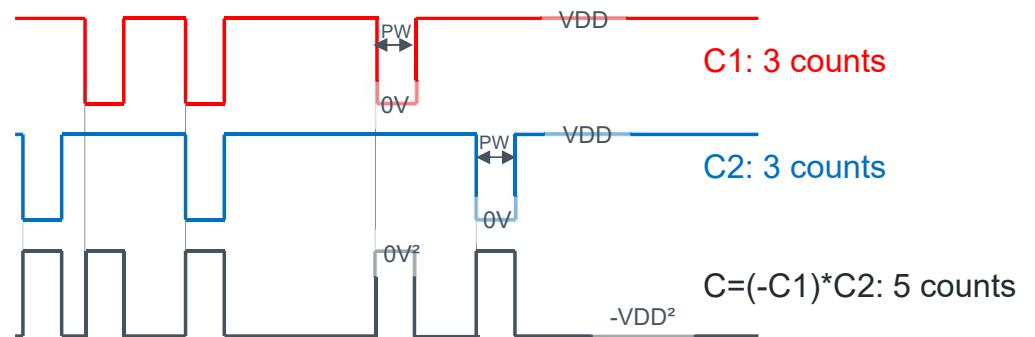 VDD
PW
C1: 3 counts
0V
VDD
PW
C2: 3 counts
0V
0V²
C=(-C1)*C2: 5 counts
-VDD²